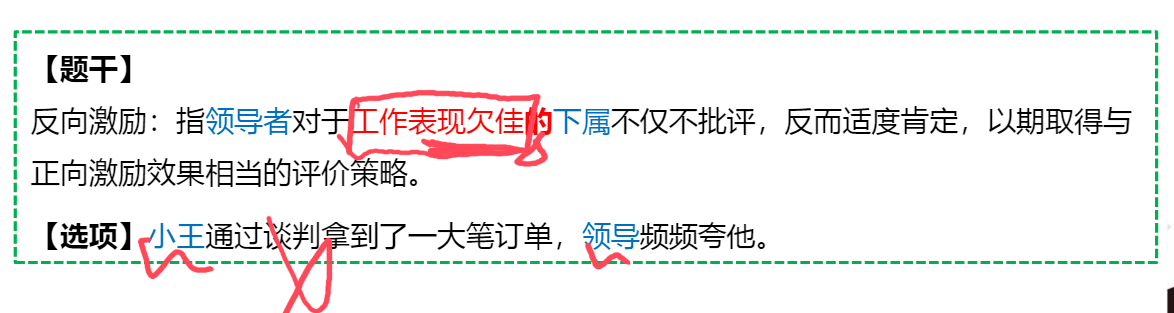 【题干】
反向激励：指领导者对于工作表现欠佳的下属不仅不批评，反而适度肯定，以期取得与
正向激励效果相当的评价策略。
【选项】小王通过谈判拿到了一大笔订单，领导频频夸他。